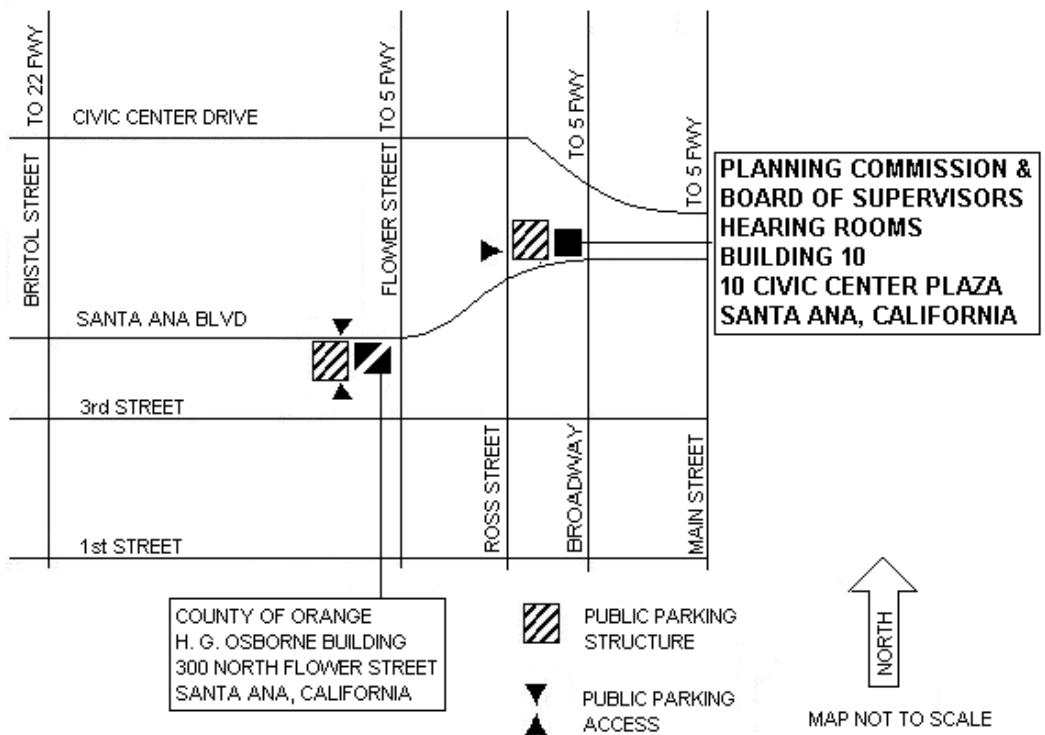 TO 22 FWY
TO 5 FWY
TO 5 FWY
TO 5 FWY
CIVIC CENTER DRIVE
BRISTOL STREET
FLOWER STREET
PLANNING COMMISSION &
BOARD OF SUPERVISORS
HEARING ROOMS
BUILDING 10
10 CIVIC CENTER PLAZA
SANTA ANA, CALIFORNIA
SANTA ANA BLVD
3rd STREET
ROSS STREET
BROADWAY
MAIN STREET
1st STREET
COUNTY OF ORANGE
H. G. OSBORNE BUILDING
300 NORTH FLOWER STREET
SANTA ANA, CALIFORNIA
PUBLIC PARKING
STRUCTURE
PUBLIC PARKING
ACCESS
NORTH
MAP NOT TO SCALE